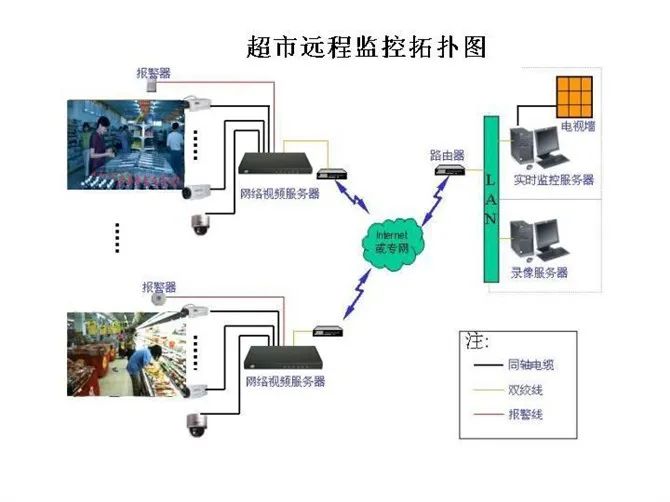 超市远程监控拓扑图
报警器
电视墙
路由器
实时监控服务器
网络视频服务器
LAN
Internet
或专网
录像服务器
报警器
网络视频服务器
注:
同轴电缆
双绞线
报警线